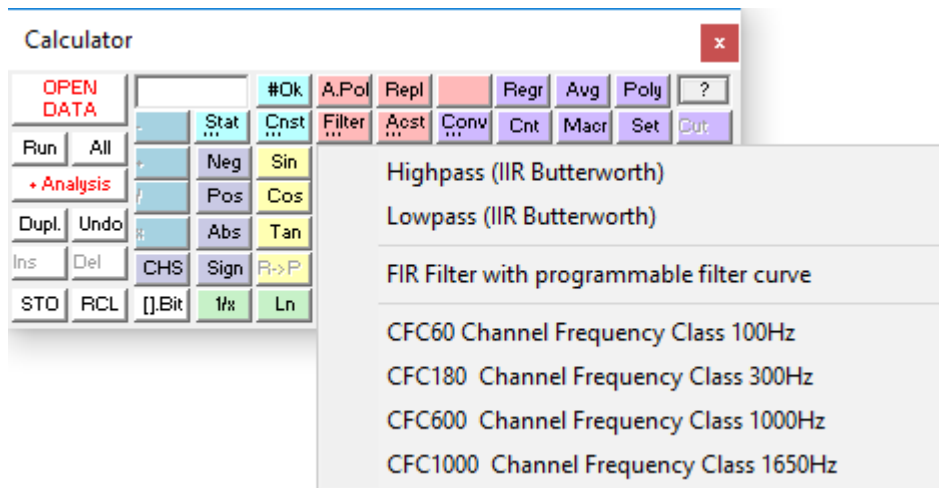 Calculator
x
OPEN DATA #Ok A.Pol Repl Regr Avg Poly ?
- Stat ... Cnst ... Filter ... Acst ... Conv ... Cnt Macr Set Cut
Run All + Neg Sin
+ Analysis / Pos Cos
Dupl. Undo x Abs Tan
Ins Del CHS Sign R->P
STO RCL [].Bit 1/x Ln
Highpass (IIR Butterworth)
Lowpass (IIR Butterworth)
FIR Filter with programmable filter curve
CFC60 Channel Frequency Class 100Hz
CFC180  Channel Frequency Class 300Hz
CFC600  Channel Frequency Class 1000Hz
CFC1000  Channel Frequency Class 1650Hz